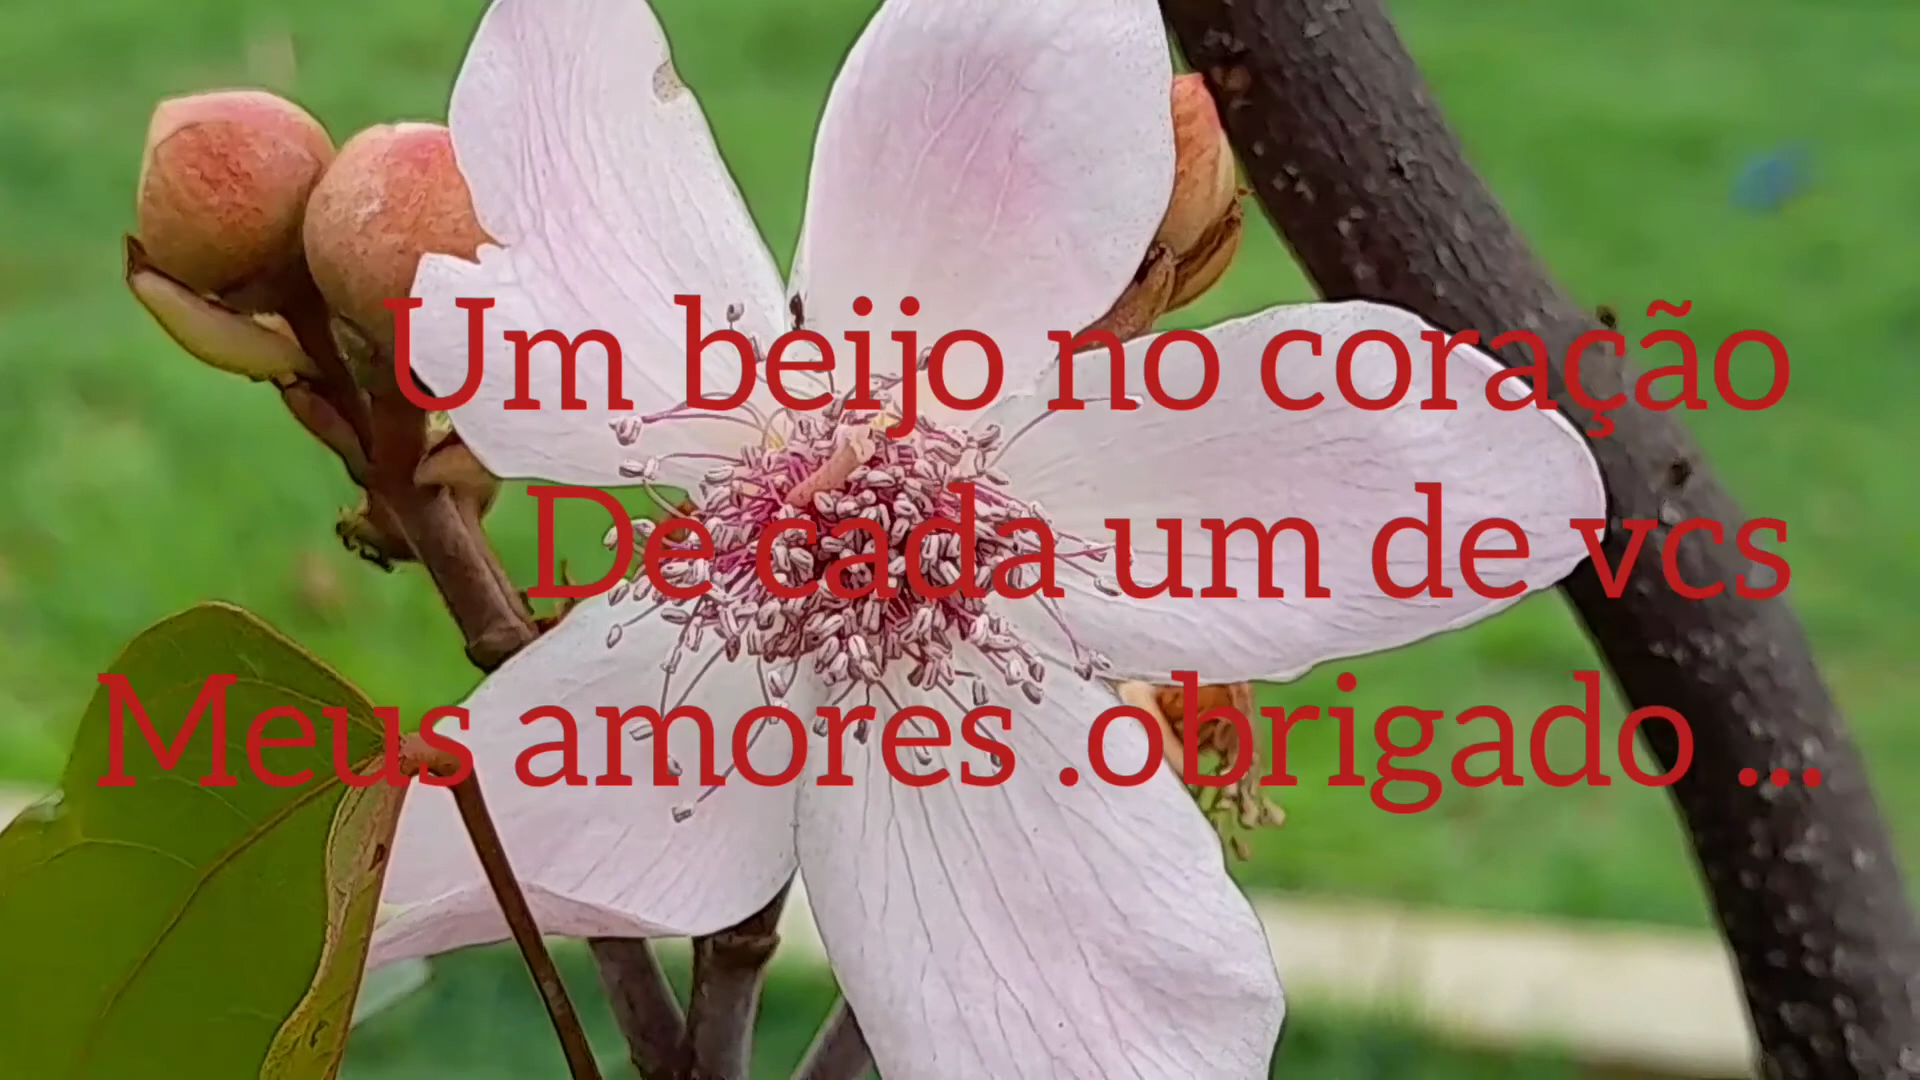 Um beijo no coração
De cada um de vcs
Meus amores .obrigado ...